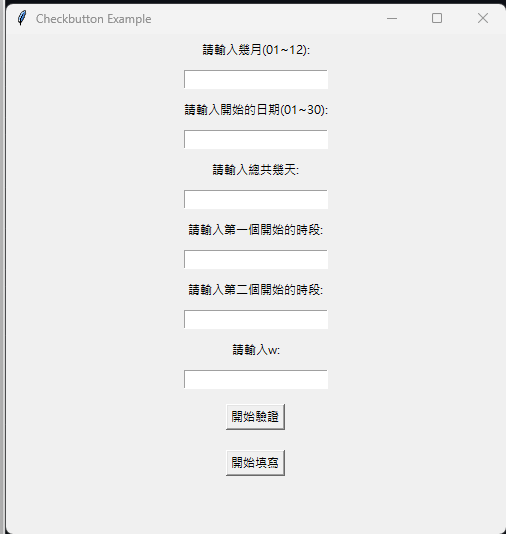 Checkbutton Example
請輸入幾月(01~12):
請輸入開始的日期(01~30):
請輸入總共幾天:
請輸入第一個開始的時段:
請輸入第二個開始的時段:
請輸入w:
開始驗證
開始填寫